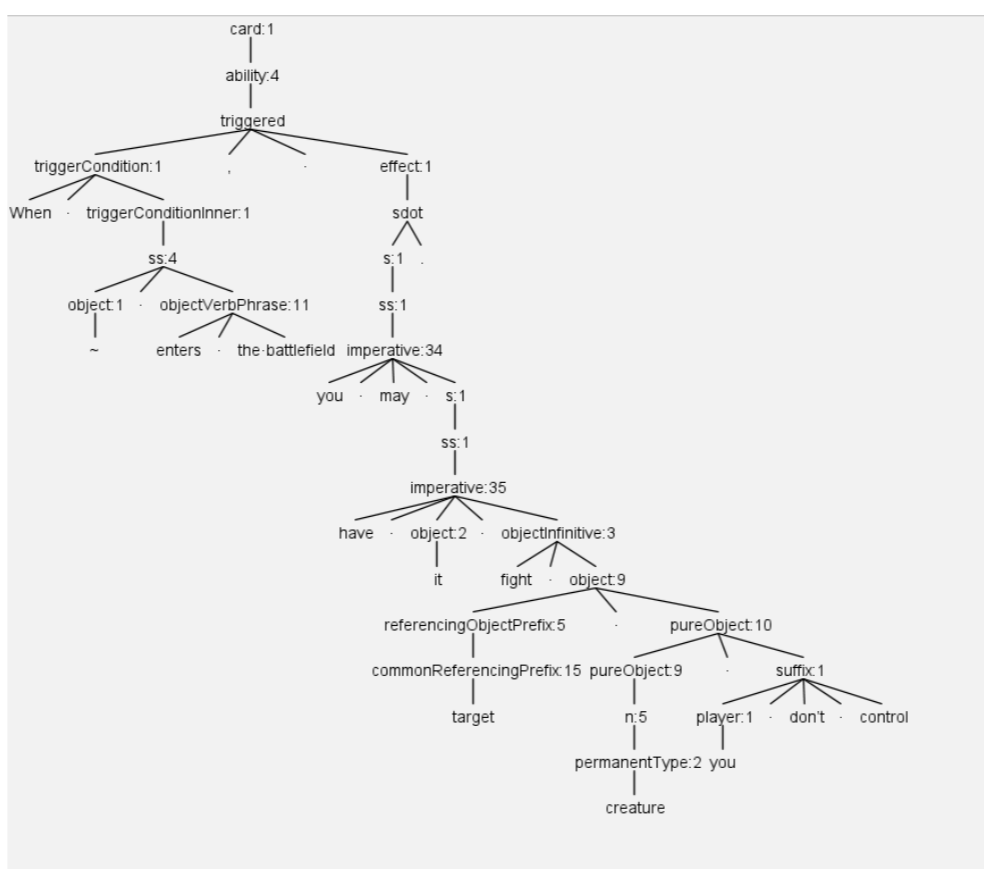 card:1
ability:4
triggered
triggerCondition:1 , · effect:1
When · triggerConditionInner:1 sdot
ss:4 s:1 .
object:1 · objectVerbPhrase:11 ss:1
~ enters · the·battlefield imperative:34
you · may · s:1
ss:1
imperative:35
have · object:2 · objectInfinitive:3
it fight · object:9
referencingObjectPrefix:5 · pureObject:10
commonReferencingPrefix:15 pureObject:9 · suffix:1
target n:5 player:1 · don't · control
permanentType:2 you
creature